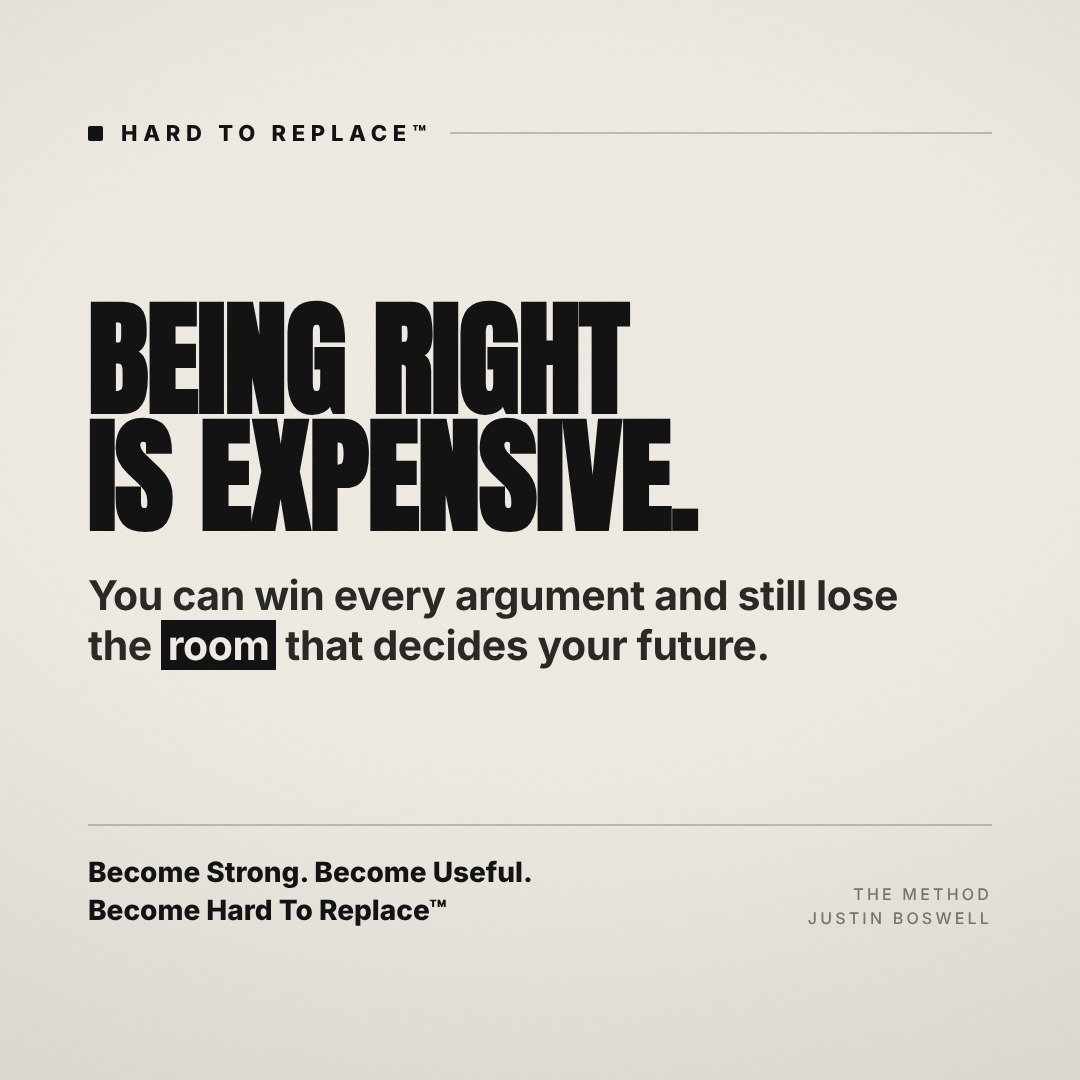 HARD TO REPLACE™
BEING RIGHT
IS EXPENSIVE.
You can win every argument and still lose
the room that decides your future.
Become Strong. Become Useful.
Become Hard To Replace™
THE METHOD
JUSTIN BOSWELL